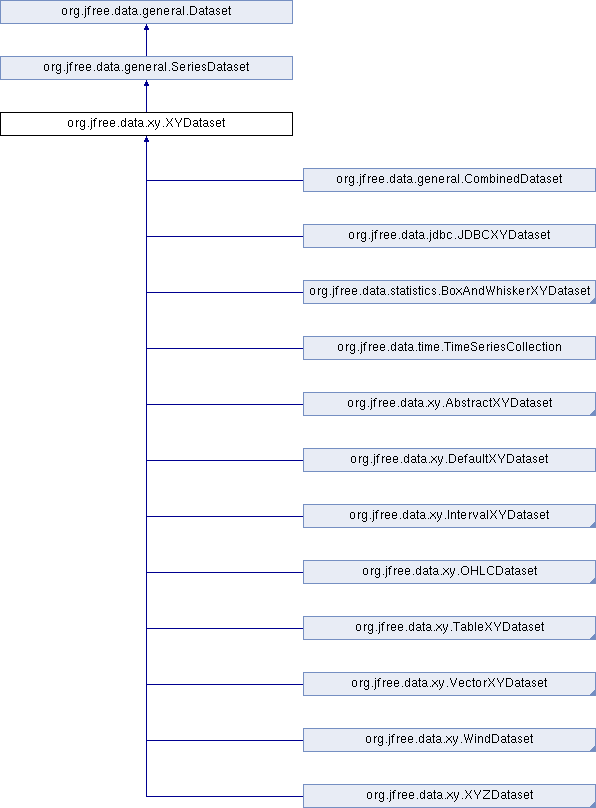 org.jfree.data.general.Dataset
org.jfree.data.general.SeriesDataset
org.jfree.data.xy.XYDataset
org.jfree.data.general.CombinedDataset
org.jfree.data.jdbc.JDBCXYDataset
org.jfree.data.statistics.BoxAndWhiskerXYDataset
org.jfree.data.time.TimeSeriesCollection
org.jfree.data.xy.AbstractXYDataset
org.jfree.data.xy.DefaultXYDataset
org.jfree.data.xy.IntervalXYDataset
org.jfree.data.xy.OHLCDataset
org.jfree.data.xy.TableXYDataset
org.jfree.data.xy.VectorXYDataset
org.jfree.data.xy.WindDataset
org.jfree.data.xy.XYZDataset